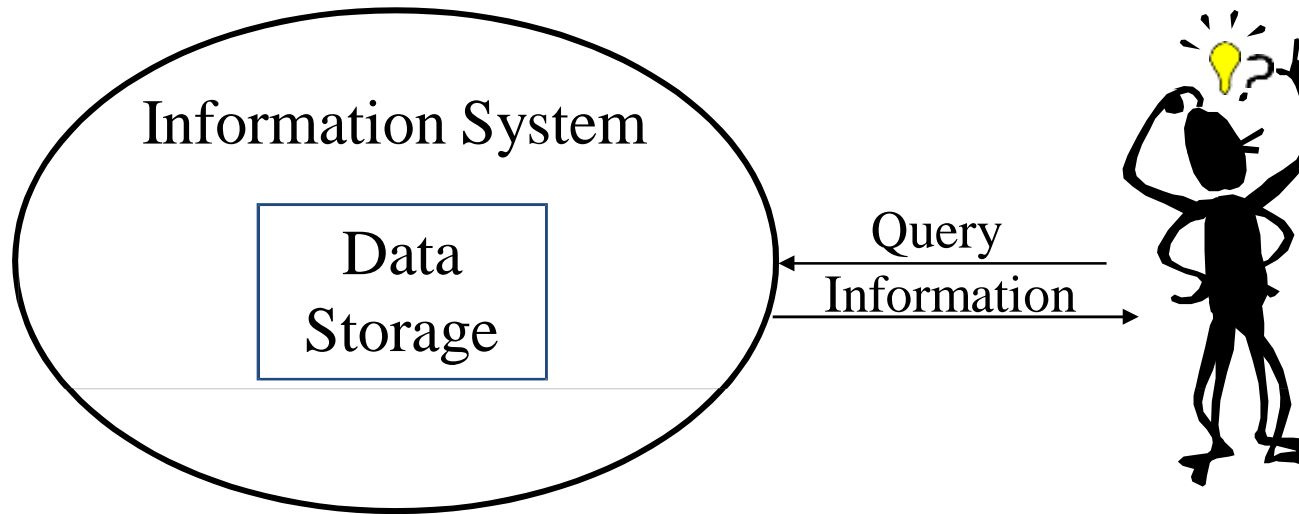 Information System
Data
Storage
Query
Information
?